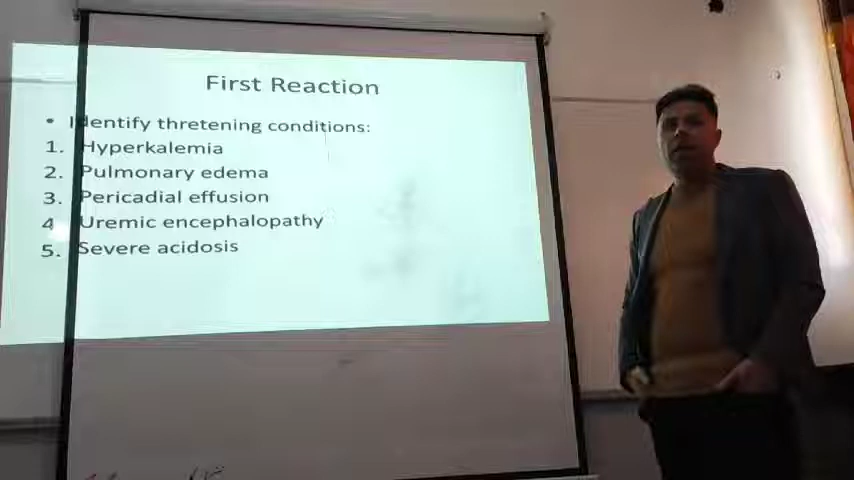 First Reaction
• Identify thretening conditions:
1. Hyperkalemia
2. Pulmonary edema
3. Pericadial effusion
4 Uremic encephalopathy
5. Severe acidosis